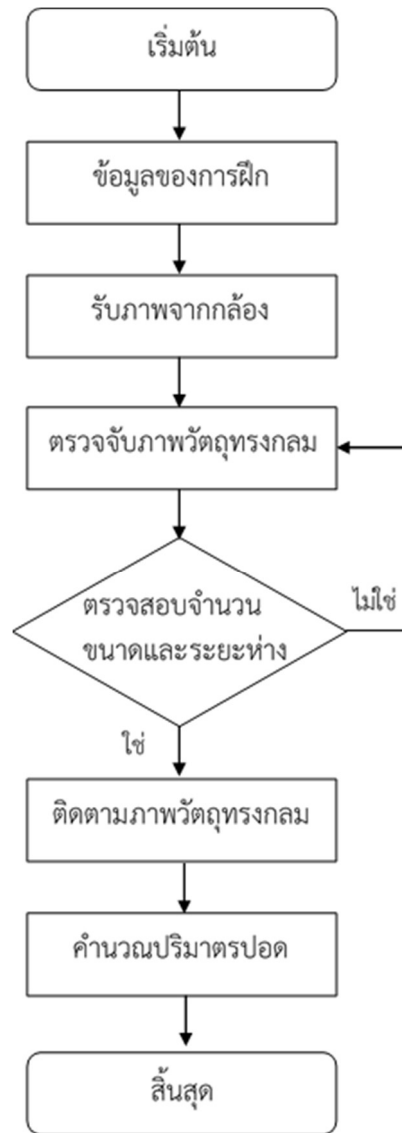 เริ่มต้น
ข้อมูลของการฝึก
รับภาพจากกล้อง
ตรวจจับภาพวัตถุทรงกลม
ตรวจสอบจำนวน
ขนาดและระยะห่าง
ไม่ใช่
ใช่
ติดตามภาพวัตถุทรงกลม
คำนวณปริมาตรปอด
สิ้นสุด